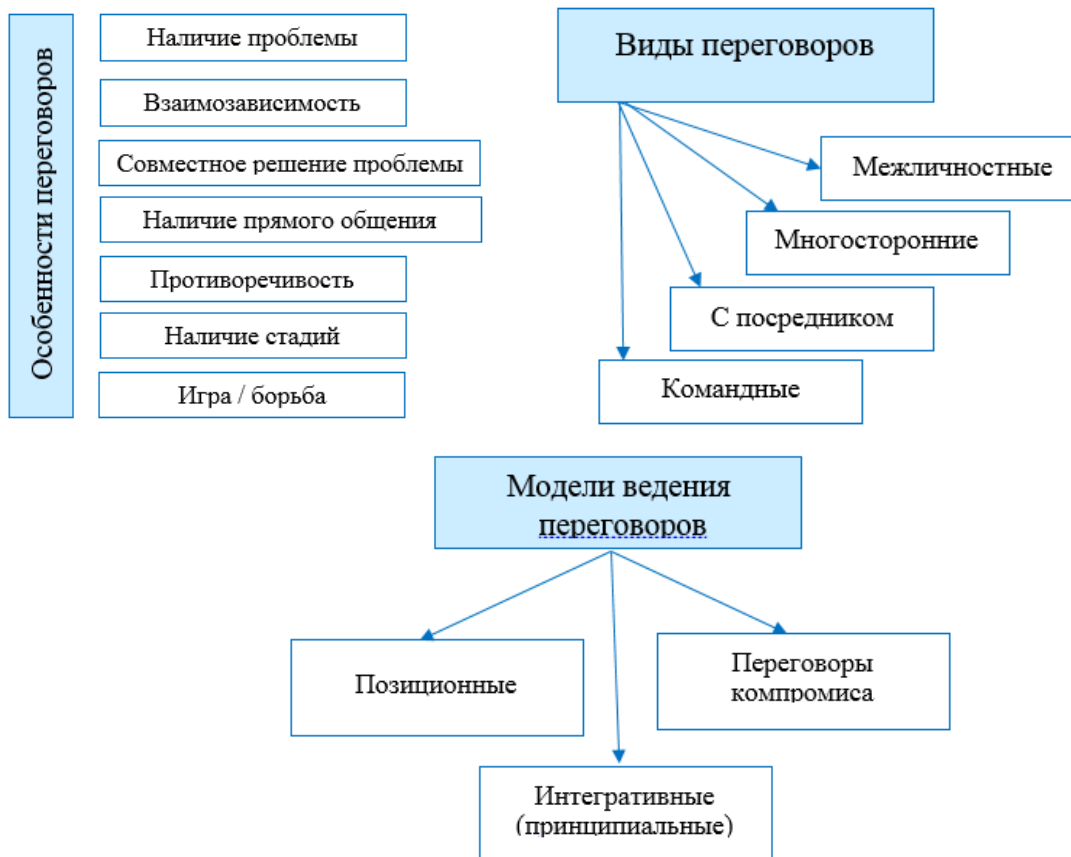 Особенности переговоров
Наличие проблемы
Взаимозависимость
Совместное решение проблемы
Наличие прямого общения
Противоречивость
Наличие стадий
Игра / борьба
Виды переговоров
Межличностные
Многосторонние
С посредником
Командные
Модели ведения
переговоров
Позиционные
Переговоры
компромиса
Интегративные
(принципиальные)